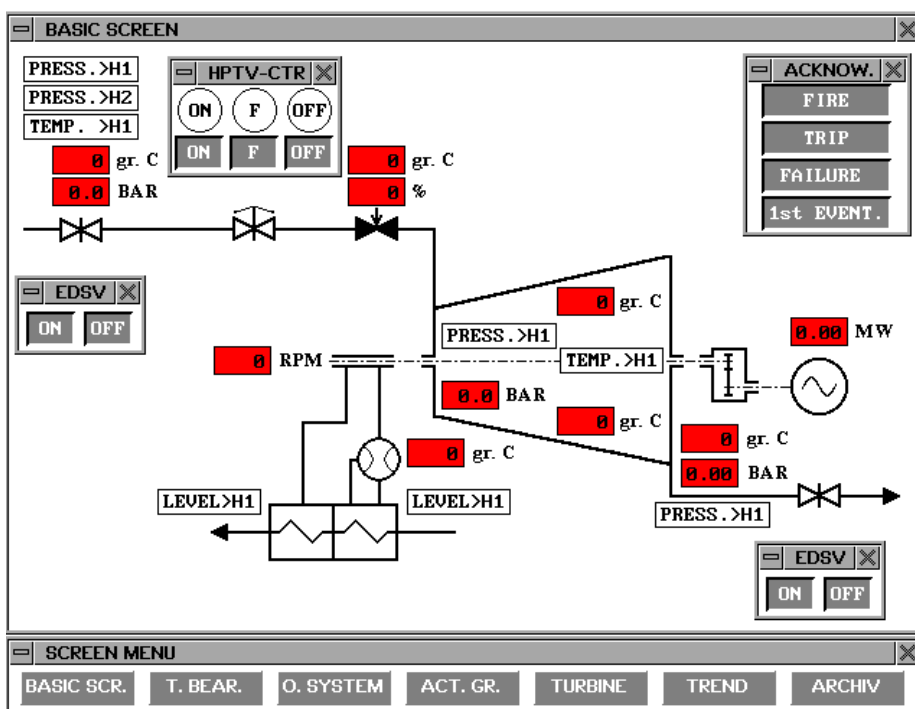 BASIC SCREEN
PRESS.>H1
PRESS.>H2
TEMP. >H1
HPTV-CTR
ON F OFF
ON F OFF
ACKNOW.
FIRE
TRIP
FAILURE
1st EVENT.
0 gr. C
0.0 BAR
0 gr. C
0 %
EDSV
ON OFF
0 gr. C
PRESS.>H1
0 RPM
TEMP.>H1
0.00 MW
0.0 BAR
0 gr. C
0 gr. C
0 gr. C
0.00 BAR
LEVEL>H1
LEVEL>H1
PRESS.>H1
EDSV
ON OFF
SCREEN MENU
BASIC SCR. T. BEAR. O. SYSTEM ACT. GR. TURBINE TREND ARCHIV